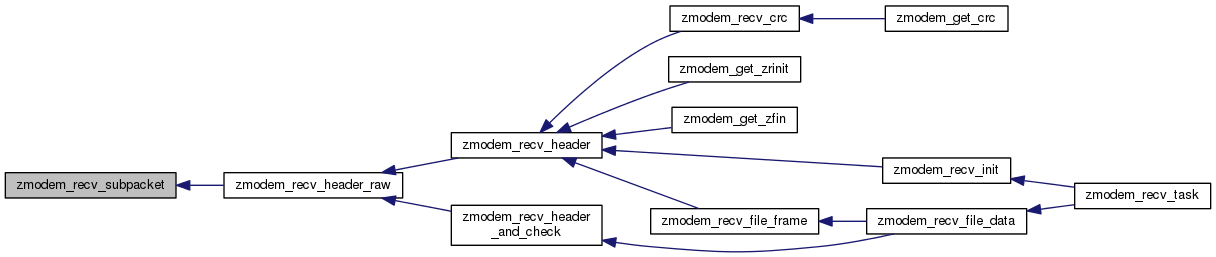 zmodem_recv_crc
zmodem_get_crc
zmodem_get_zrinit
zmodem_get_zfin
zmodem_recv_header
zmodem_recv_init
zmodem_recv_subpacket
zmodem_recv_header_raw
zmodem_recv_task
zmodem_recv_header
_and_check
zmodem_recv_file_frame
zmodem_recv_file_data